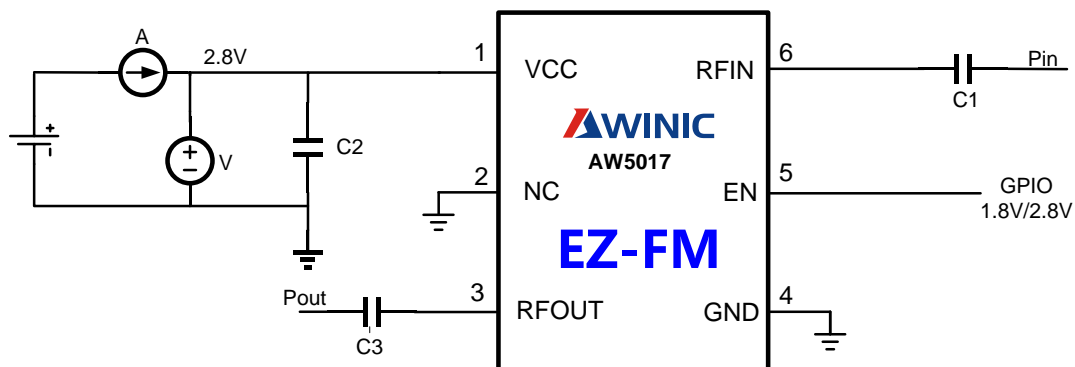 A
2.8V
1
VCC
RFIN
6
Pin
C1
+
C2
AWINIC
AW5017
+
V
2
NC
EN
5
GPIO
1.8V/2.8V
EZ-FM
Pout
3
RFOUT
GND
4
C3